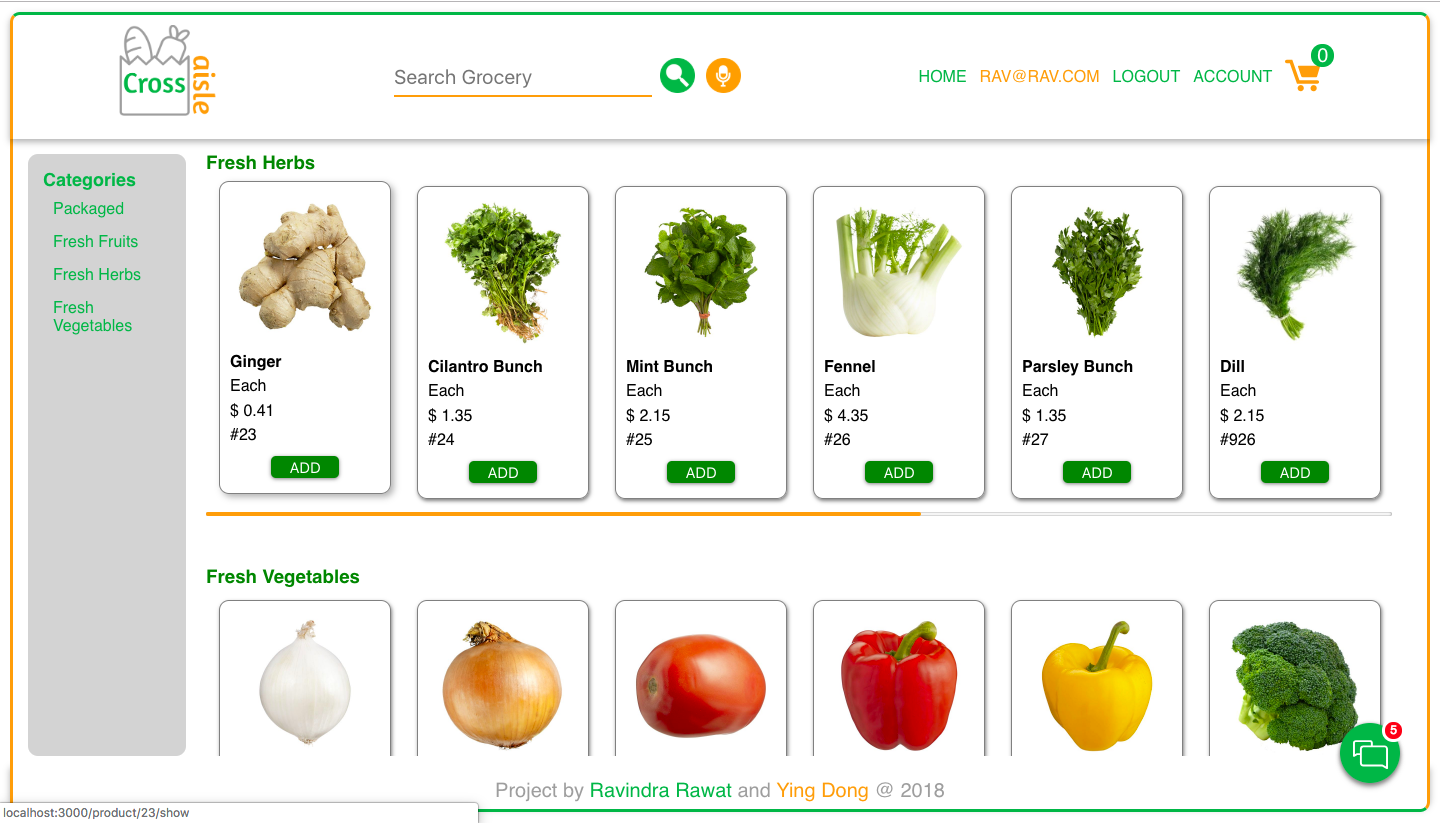 Cross
aisle
Search Grocery
HOME RAV@RAV.COM LOGOUT ACCOUNT 0
Categories
Packaged
Fresh Fruits
Fresh Herbs
Fresh
Vegetables
Fresh Herbs
Ginger
Each
$ 0.41
#23
ADD
Cilantro Bunch
Each
$ 1.35
#24
ADD
Mint Bunch
Each
$ 2.15
#25
ADD
Fennel
Each
$ 4.35
#26
ADD
Parsley Bunch
Each
$ 1.35
#27
ADD
Dill
Each
$ 2.15
#926
ADD
Fresh Vegetables
5
Project by Ravindra Rawat and Ying Dong @ 2018
localhost:3000/product/23/show